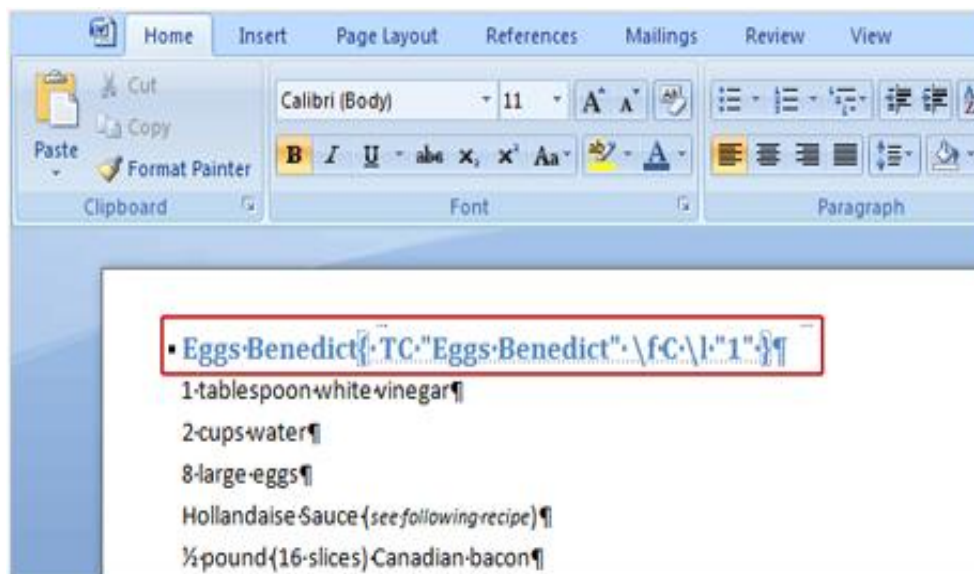 Home Insert Page Layout References Mailings Review View
Cut
Calibri (Body) 11 A A
Copy
Paste
Format Painter
B I U abc x, x² Aa A
Clipboard Font Paragraph
Eggs·Benedict{·TC·"Eggs·Benedict"·\f·C·\l·"1"·}¶
1·tablespoon·white·vinegar¶
2·cups·water¶
8·large·eggs¶
Hollandaise·Sauce·(see·following·recipe)¶
½·pound·(16·slices)·Canadian·bacon¶